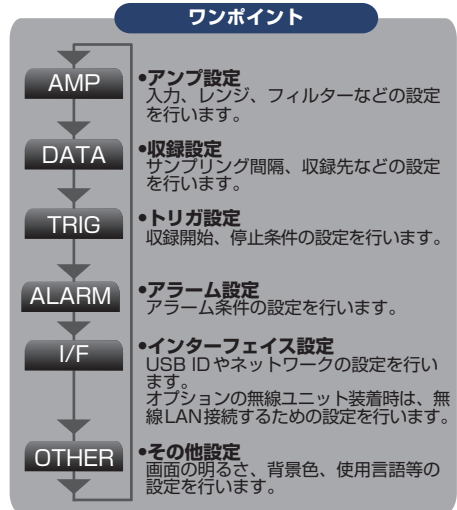 ワンポイント
AMP
•アンプ設定
入力、レンジ、フィルターなどの設定
を行います。
DATA
•収録設定
サンプリング間隔、収録先などの設定
を行います。
TRIG
•トリガ設定
収録開始、停止条件の設定を行います。
ALARM
•アラーム設定
アラーム条件の設定を行います。
I/F
•インターフェイス設定
USB IDやネットワークの設定を行い
ます。
オプションの無線ユニット装着時は、無
線LAN接続するための設定を行います。
OTHER
•その他設定
画面の明るさ、背景色、使用言語等の
設定を行います。